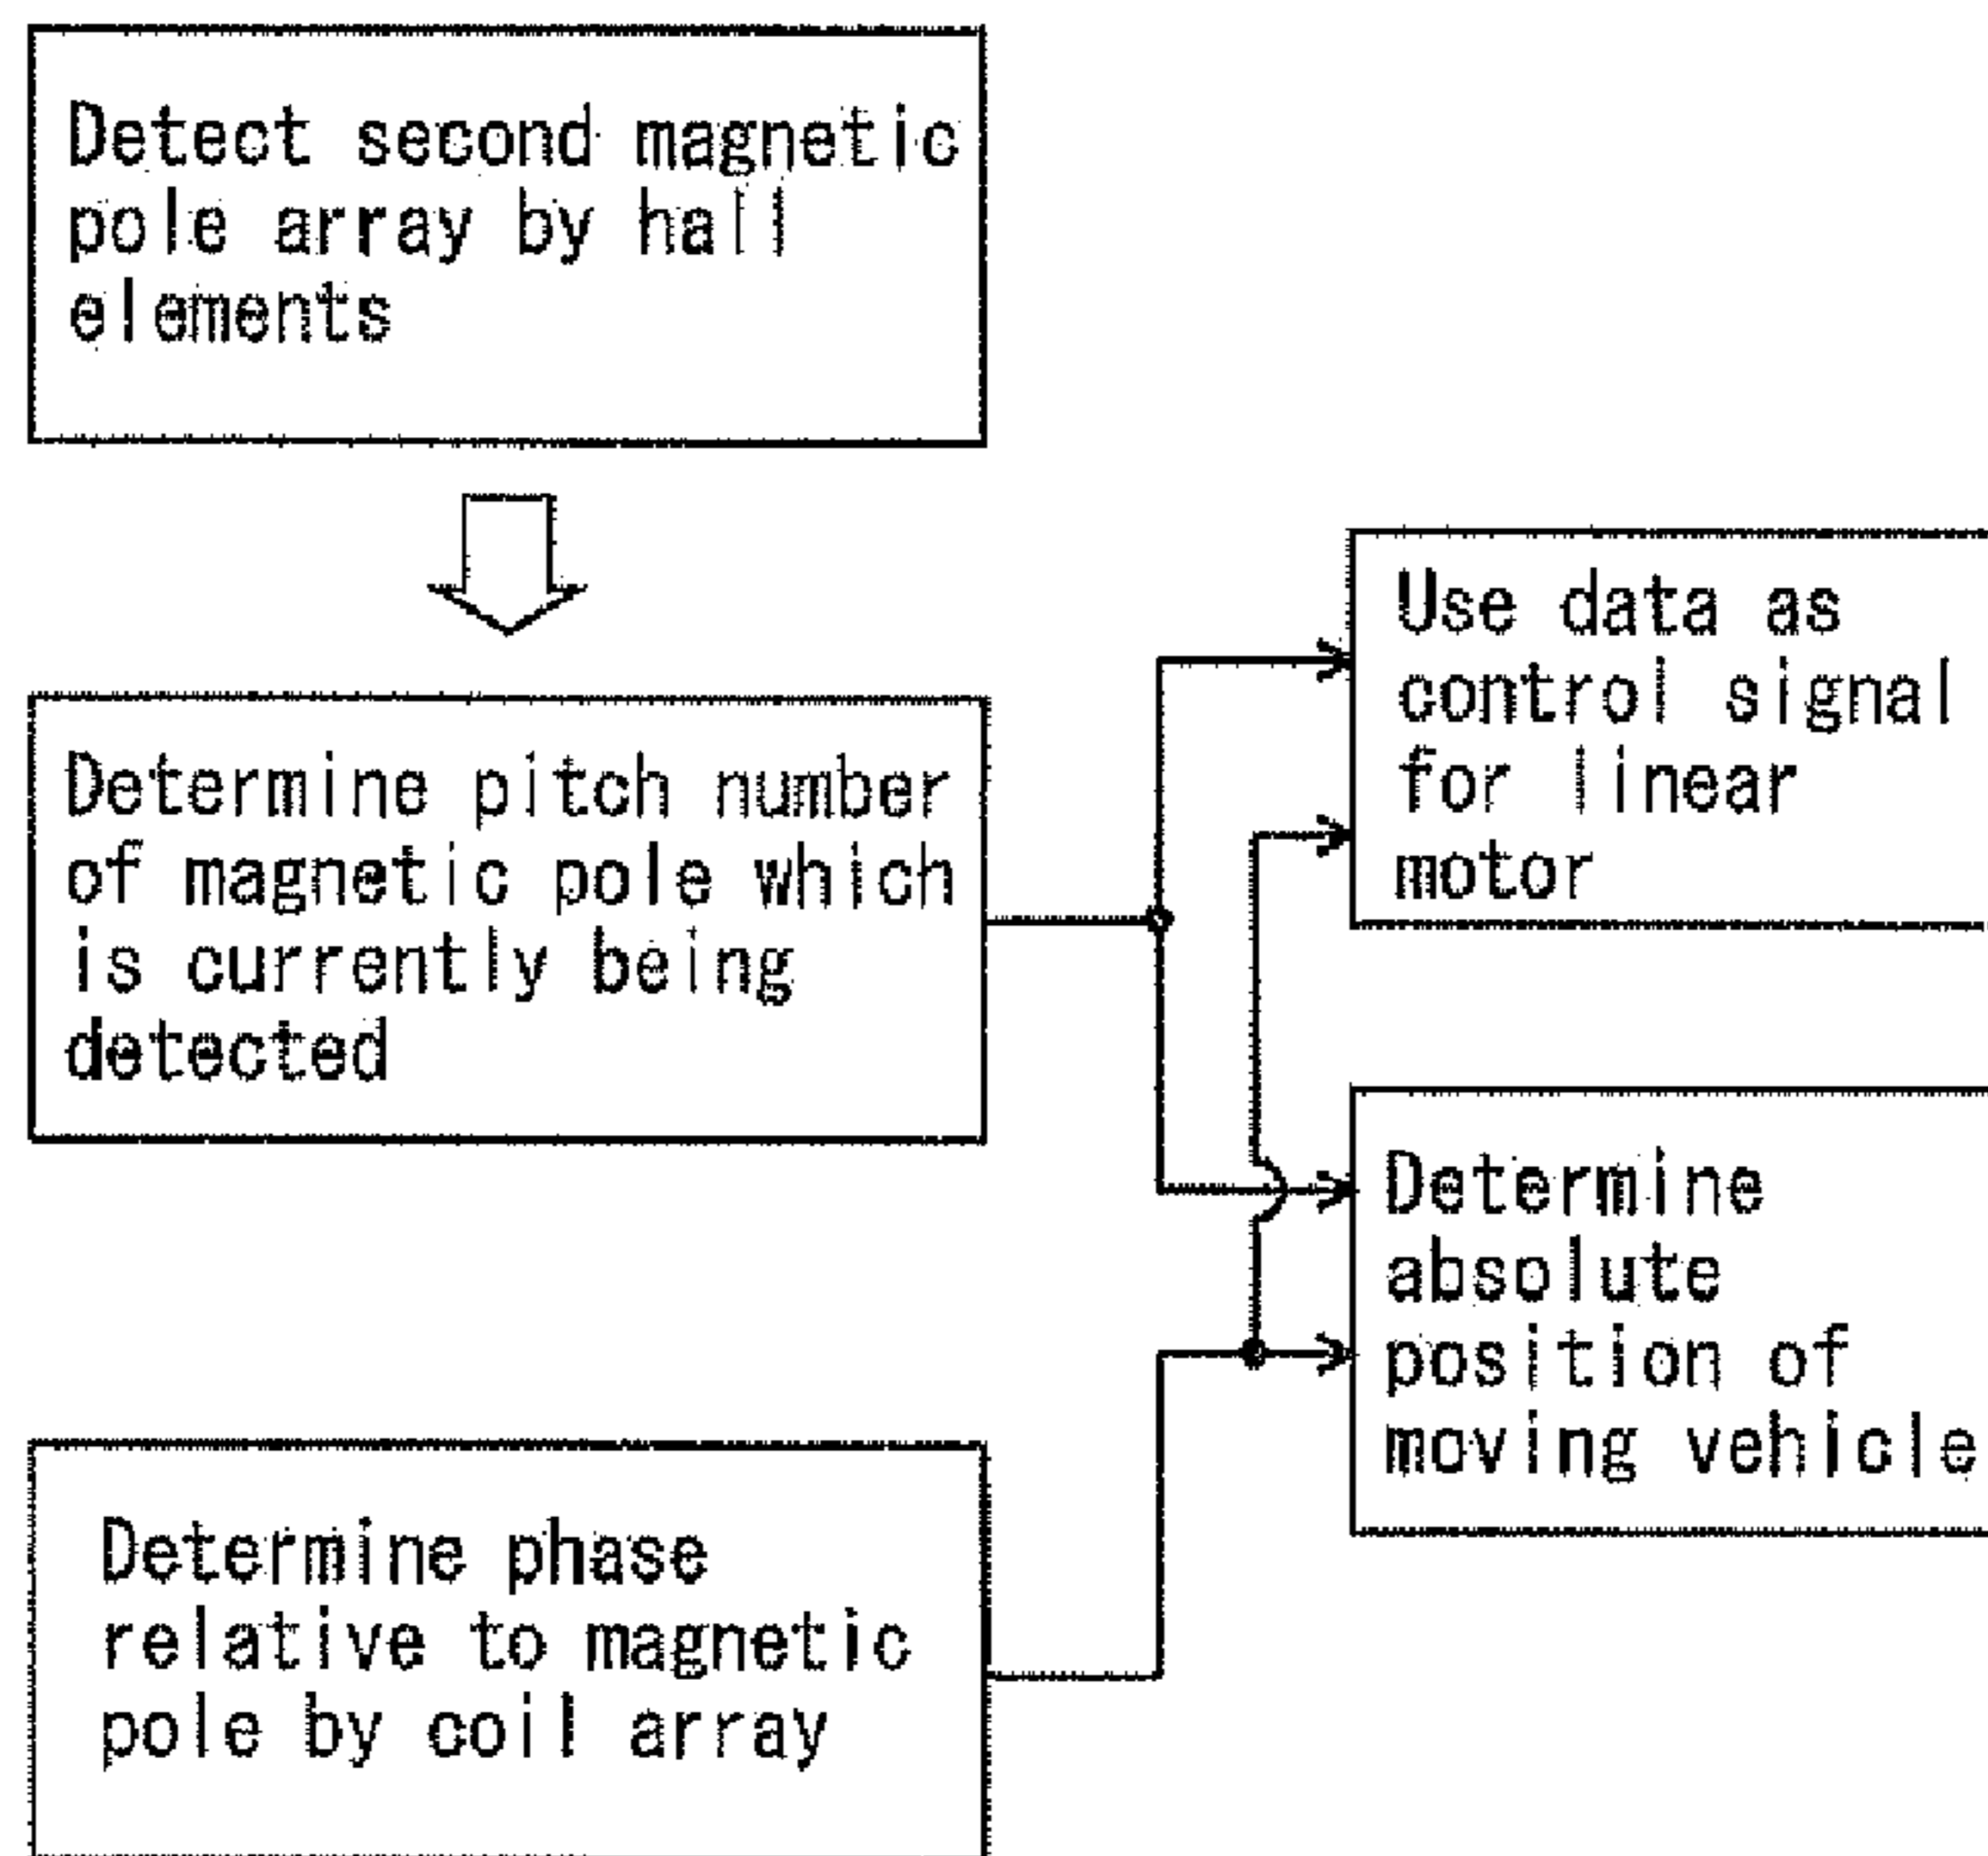 Detect second magnetic
pole array by hall
elements
Determine pitch number
of magnetic pole which
is currently being
detected
Determine phase
relative to magnetic
pole by coil array
Use data as
control signal
for linear
motor
Determine
absolute
position of
moving vehicle